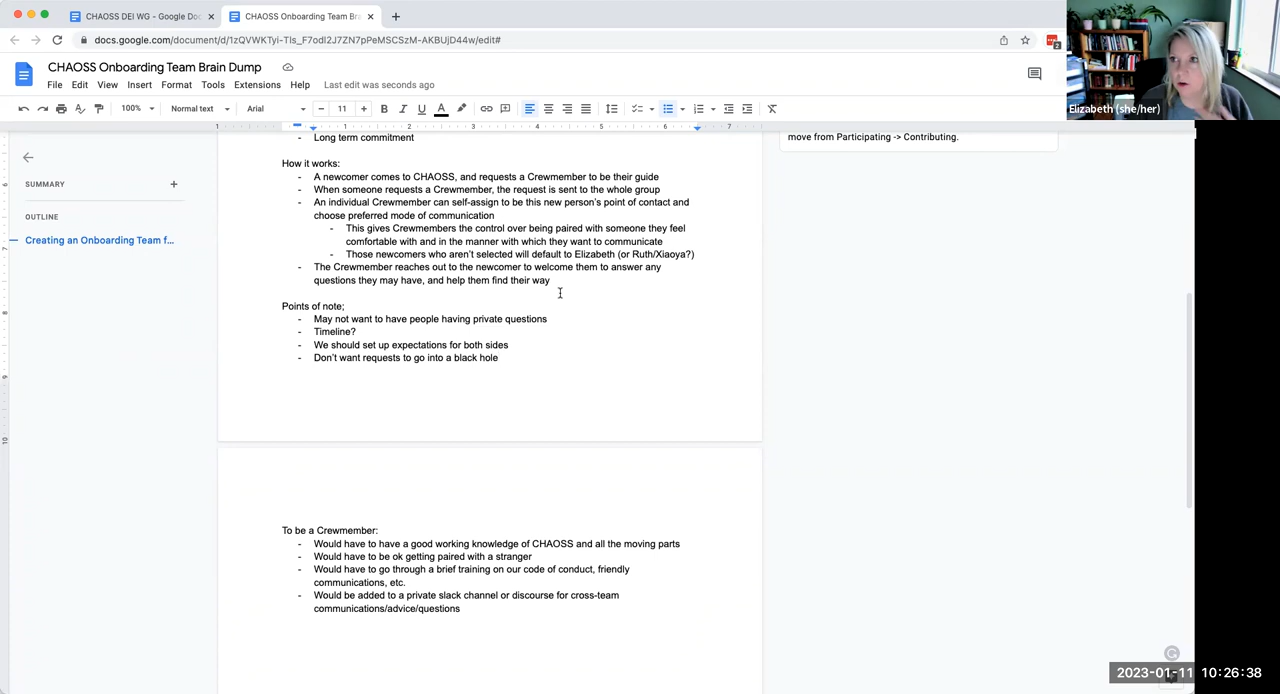 CHAOSS DEI WG - Google Doc
CHAOSS Onboarding Team Bra
docs.google.com/document/d/1zQVWKTyi-TIs_F7odI2J7ZN7pPeMSCSzM-AKBUjD44w/edit#
2
CHAOSS Onboarding Team Brain Dump
File Edit View Insert Format Tools Extensions Help Last edit was seconds ago
100% Normal text Arial 11
Elizabeth (she/her)
1 1 2 3 4 5 6 7
move from Participating -> Contributing.
SUMMARY
OUTLINE
Creating an Onboarding Team f...
- Long term commitment
How it works:
- A newcomer comes to CHAOSS, and requests a Crewmember to be their guide
- When someone requests a Crewmember, the request is sent to the whole group
- An individual Crewmember can self-assign to be this new person's point of contact and
choose preferred mode of communication
- This gives Crewmembers the control over being paired with someone they feel
comfortable with and in the manner with which they want to communicate
- Those newcomers who aren't selected will default to Elizabeth (or Ruth/Xiaoya?)
- The Crewmember reaches out to the newcomer to welcome them to answer any
questions they may have, and help them find their way
Points of note;
- May not want to have people having private questions
- Timeline?
- We should set up expectations for both sides
- Don't want requests to go into a black hole
To be a Crewmember:
- Would have to have a good working knowledge of CHAOSS and all the moving parts
- Would have to be ok getting paired with a stranger
- Would have to go through a brief training on our code of conduct, friendly
communications, etc.
- Would be added to a private slack channel or discourse for cross-team
communications/advice/questions
2023-01-11 10:26:38